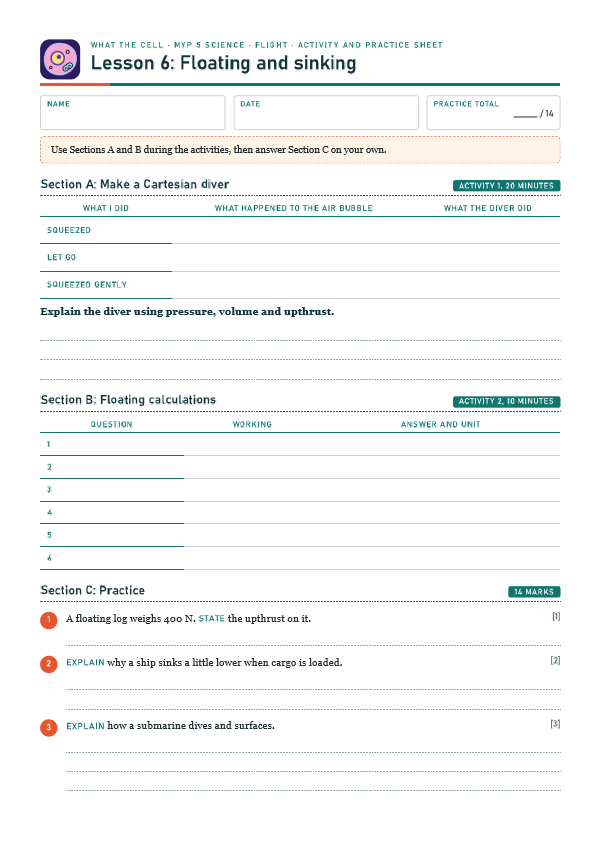 WHAT THE CELL · MYP 5 SCIENCE · FLIGHT · ACTIVITY AND PRACTICE SHEET
Lesson 6: Floating and sinking
NAME
DATE
PRACTICE TOTAL
_____ / 14
Use Sections A and B during the activities, then answer Section C on your own.
Section A: Make a Cartesian diver
ACTIVITY 1, 20 MINUTES
WHAT I DID WHAT HAPPENED TO THE AIR BUBBLE WHAT THE DIVER DID
SQUEEZED
LET GO
SQUEEZED GENTLY
Explain the diver using pressure, volume and upthrust.
Section B: Floating calculations
ACTIVITY 2, 10 MINUTES
QUESTION WORKING ANSWER AND UNIT
1
2
3
4
5
6
Section C: Practice
14 MARKS
1 A floating log weighs 400 N. STATE the upthrust on it. [1]
2 EXPLAIN why a ship sinks a little lower when cargo is loaded. [2]
3 EXPLAIN how a submarine dives and surfaces. [3]